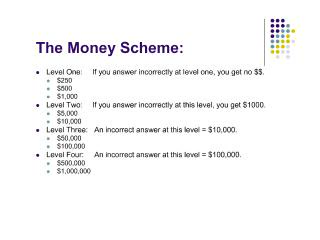 The Money Scheme:
Level One: If you answer incorrectly at level one, you get no $$.
$250
$500
$1,000
Level Two: If you answer incorrectly at this level, you get $1000.
$5,000
$10,000
Level Three: An incorrect answer at this level = $10,000.
$50,000
$100,000
Level Four: An incorrect answer at this level = $100,000.
$500,000
$1,000,000